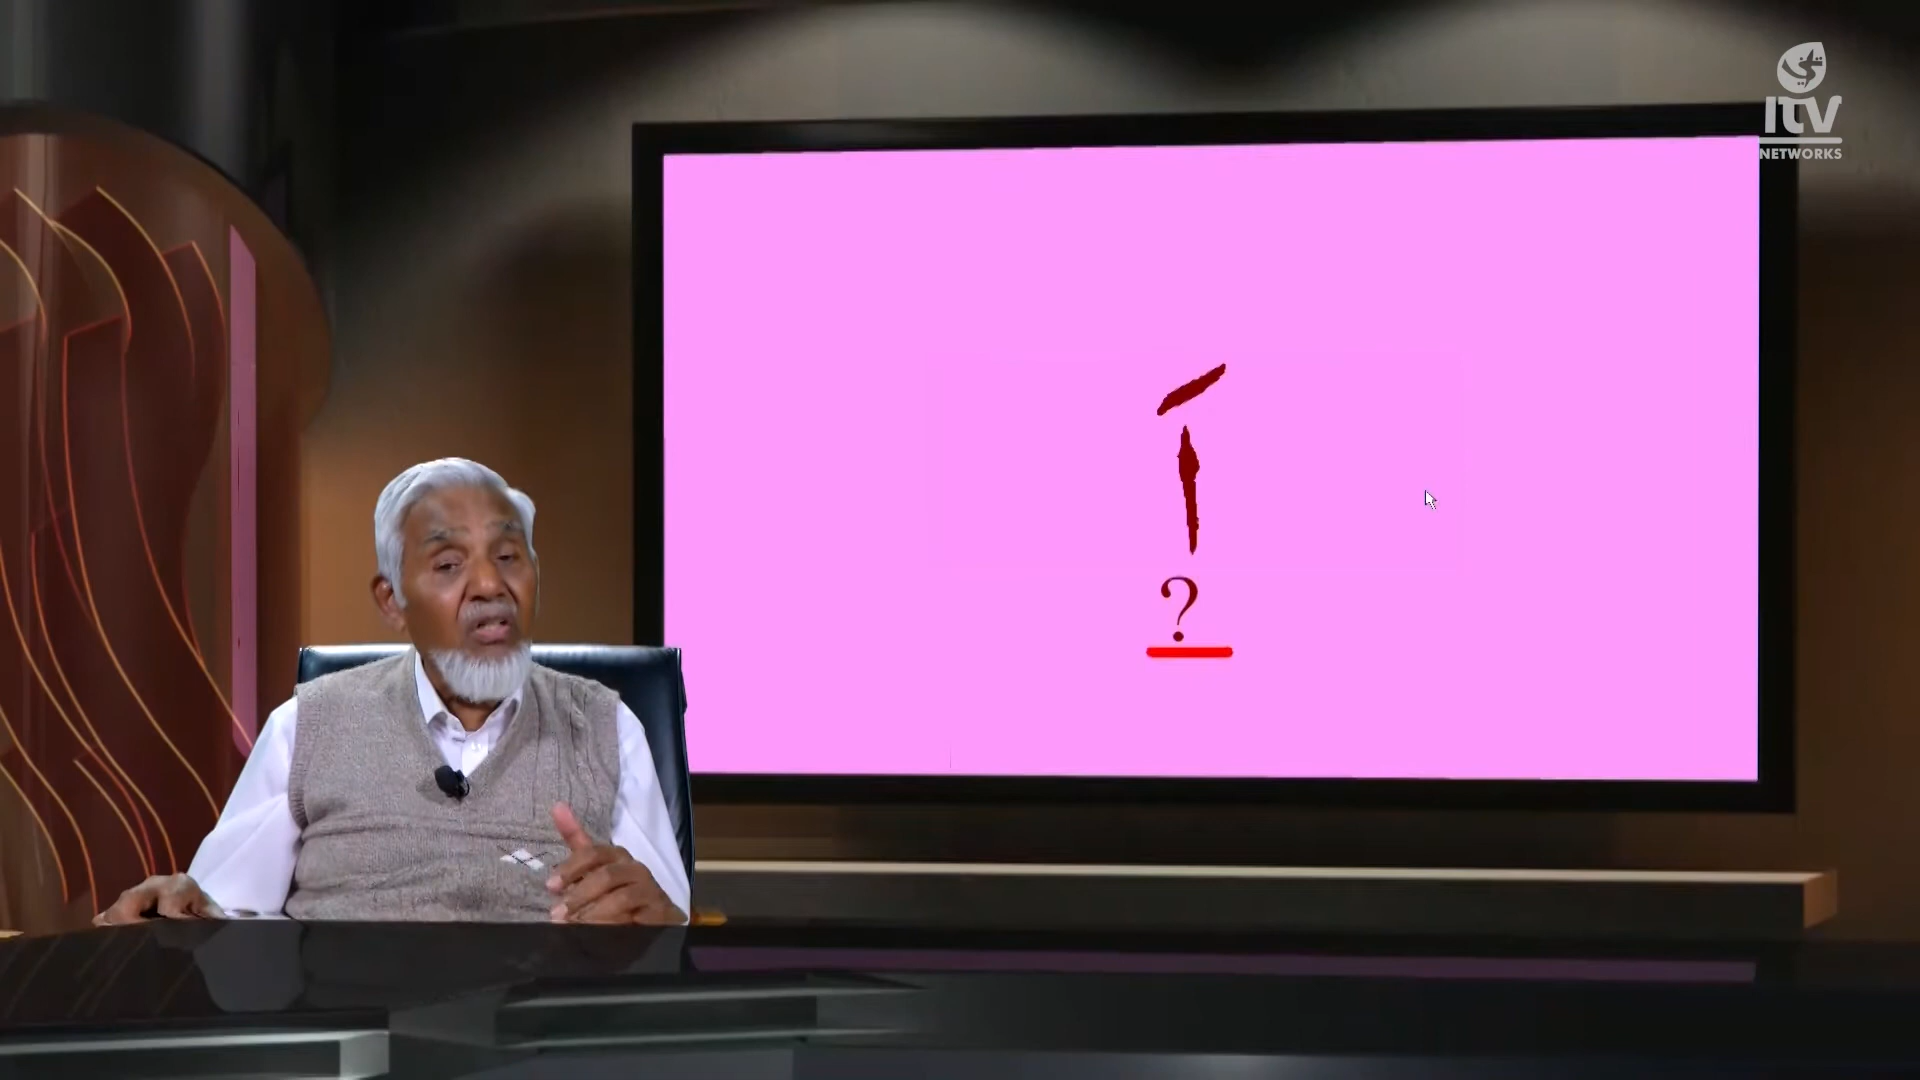 ITV
NETWORKS
اَ
?